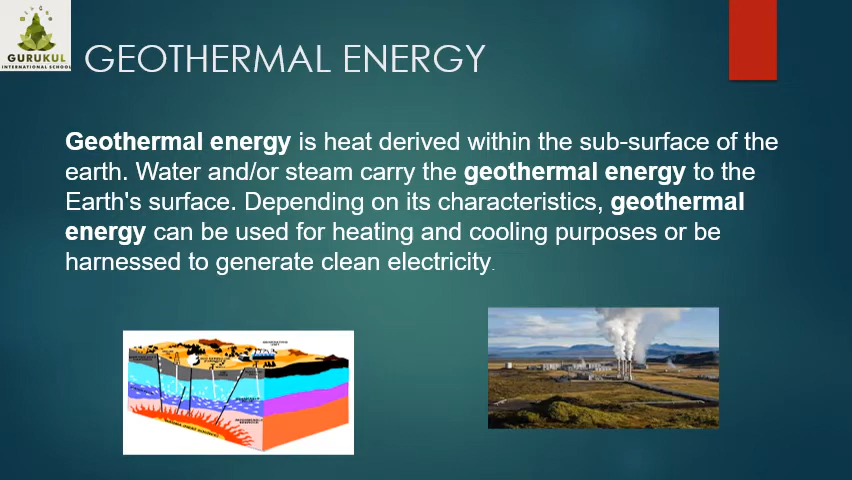 GURUKUL
INTERNATIONAL SCHOOL
GEOTHERMAL ENERGY
Geothermal energy is heat derived within the sub-surface of the
earth. Water and/or steam carry the geothermal energy to the
Earth's surface. Depending on its characteristics, geothermal
energy can be used for heating and cooling purposes or be
harnessed to generate clean electricity.